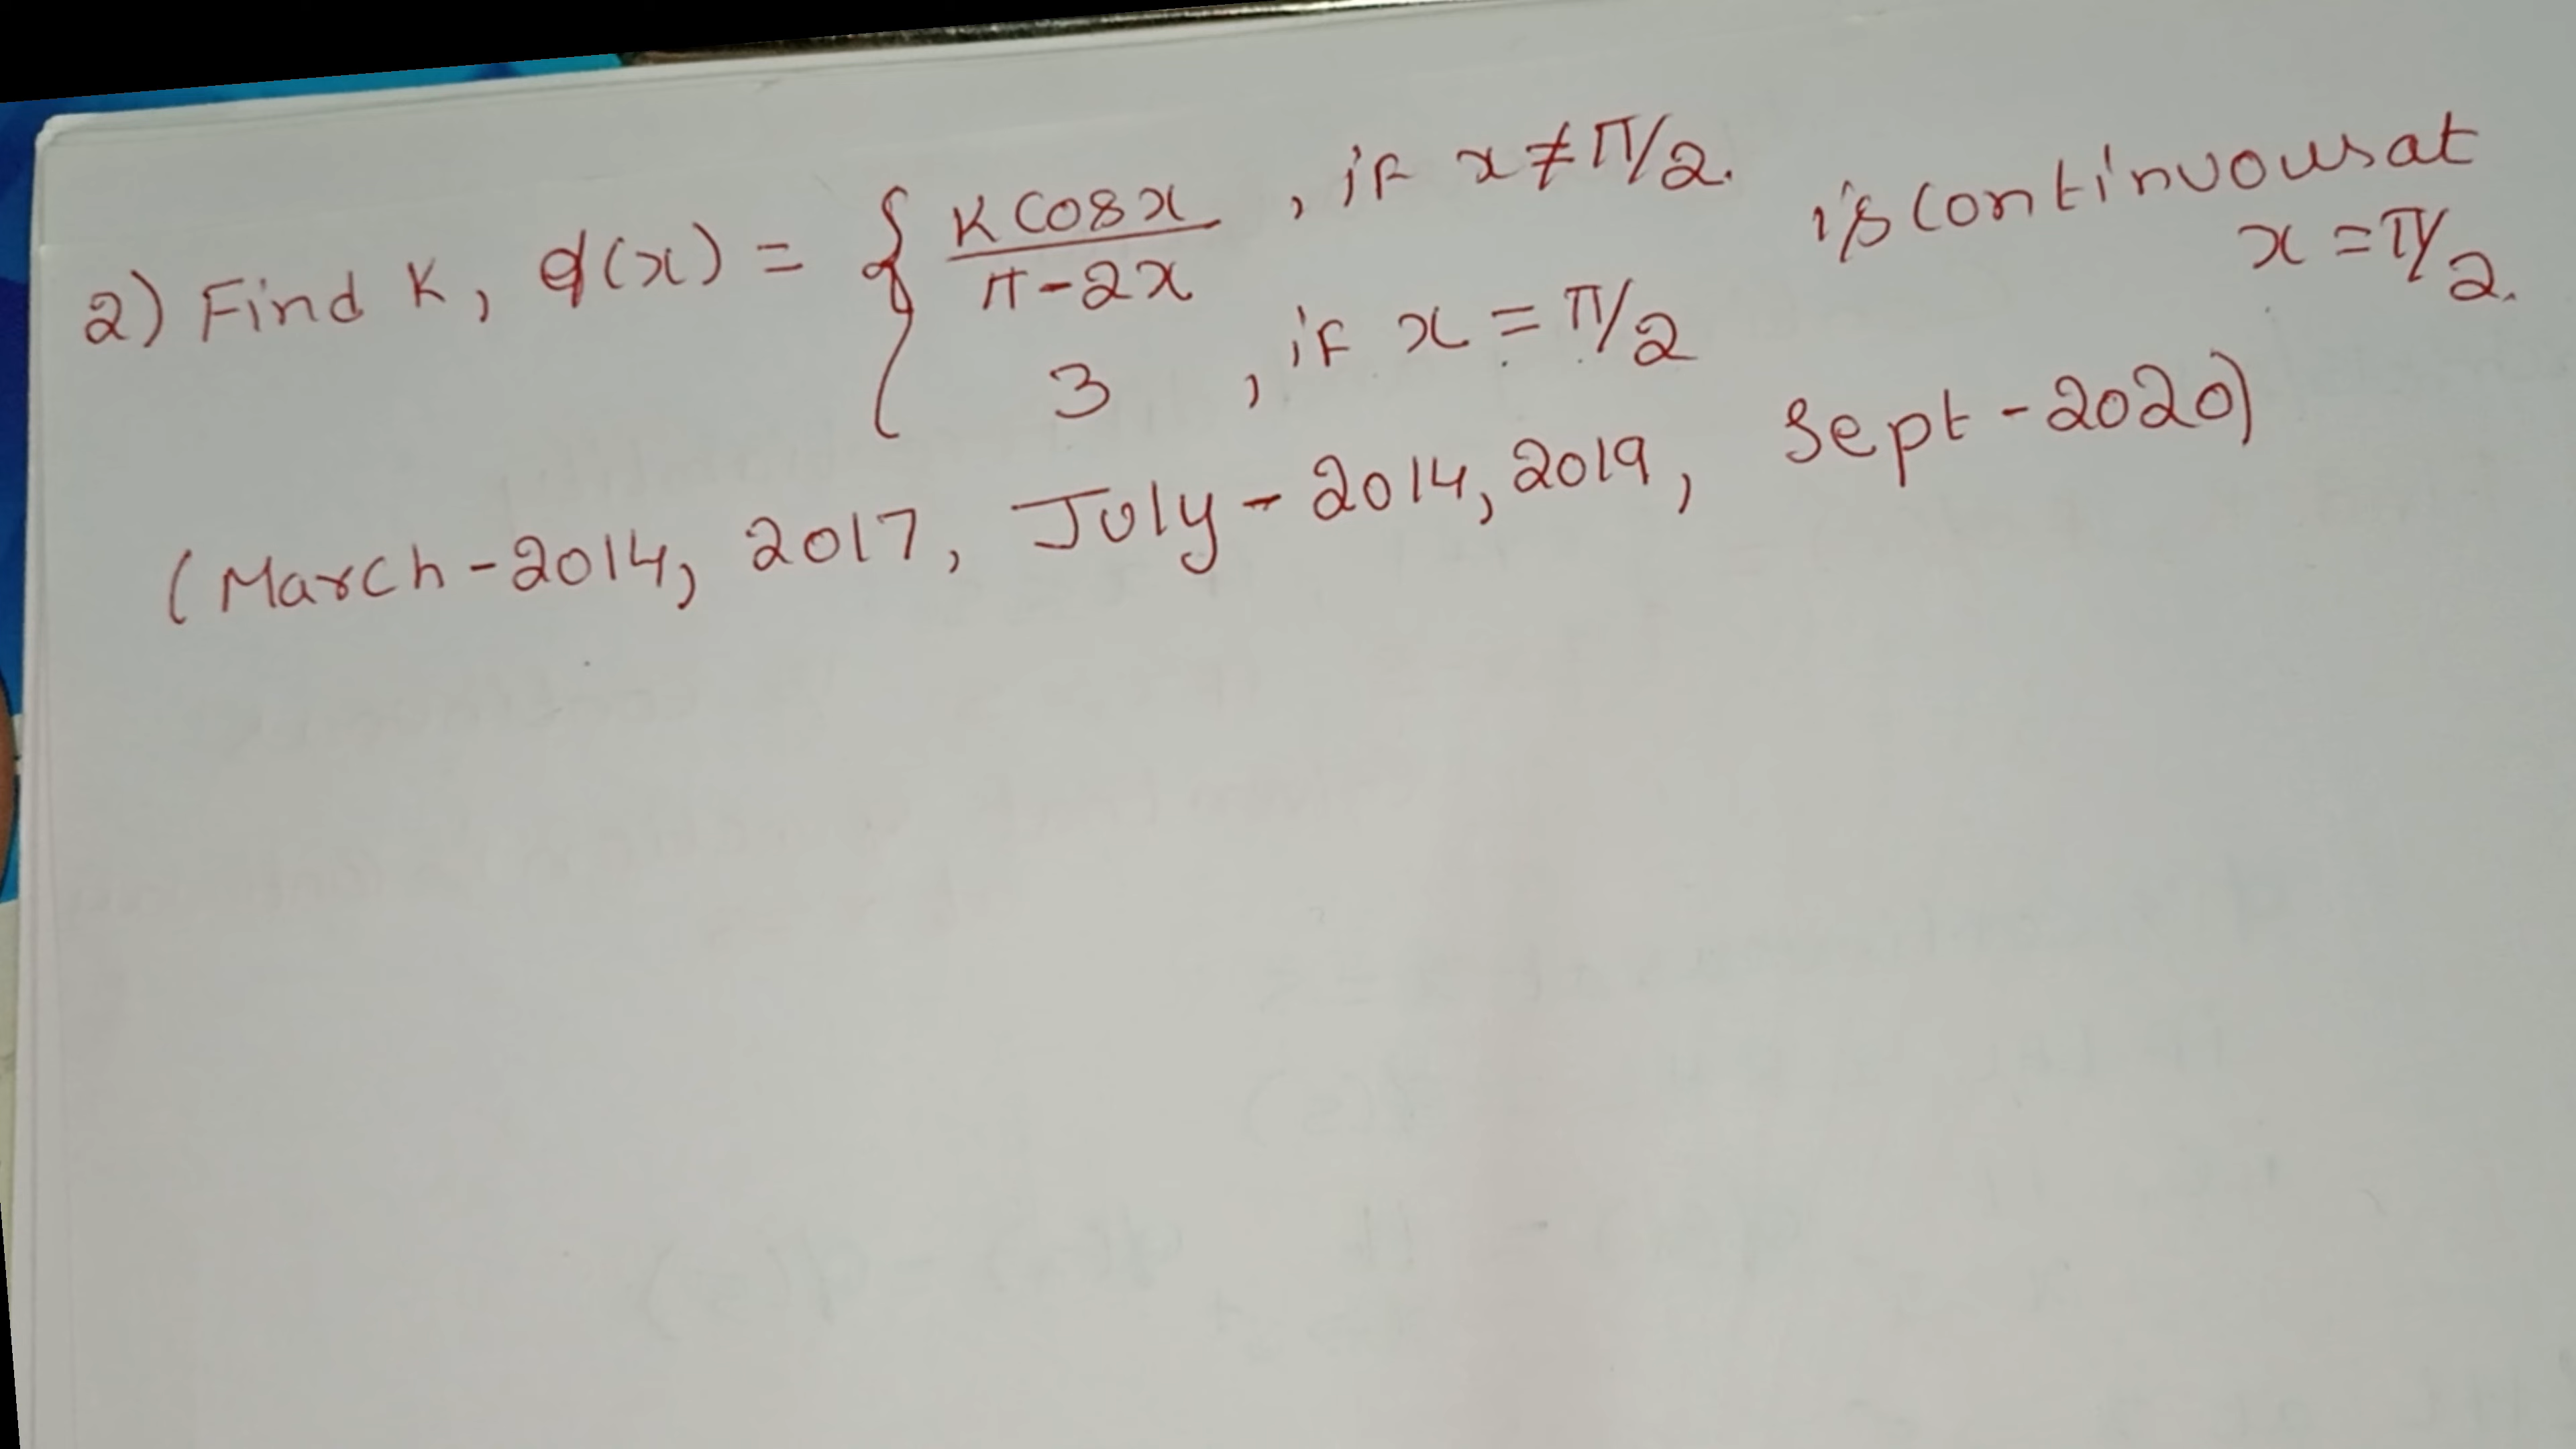 2) Find K, f(x) = { K cos x / π - 2x , if x ≠ π/2. is continuous at
3 , if x = π/2 x = π/2.
(March - 2014, 2017, July - 2014, 2019, Sept - 2020)